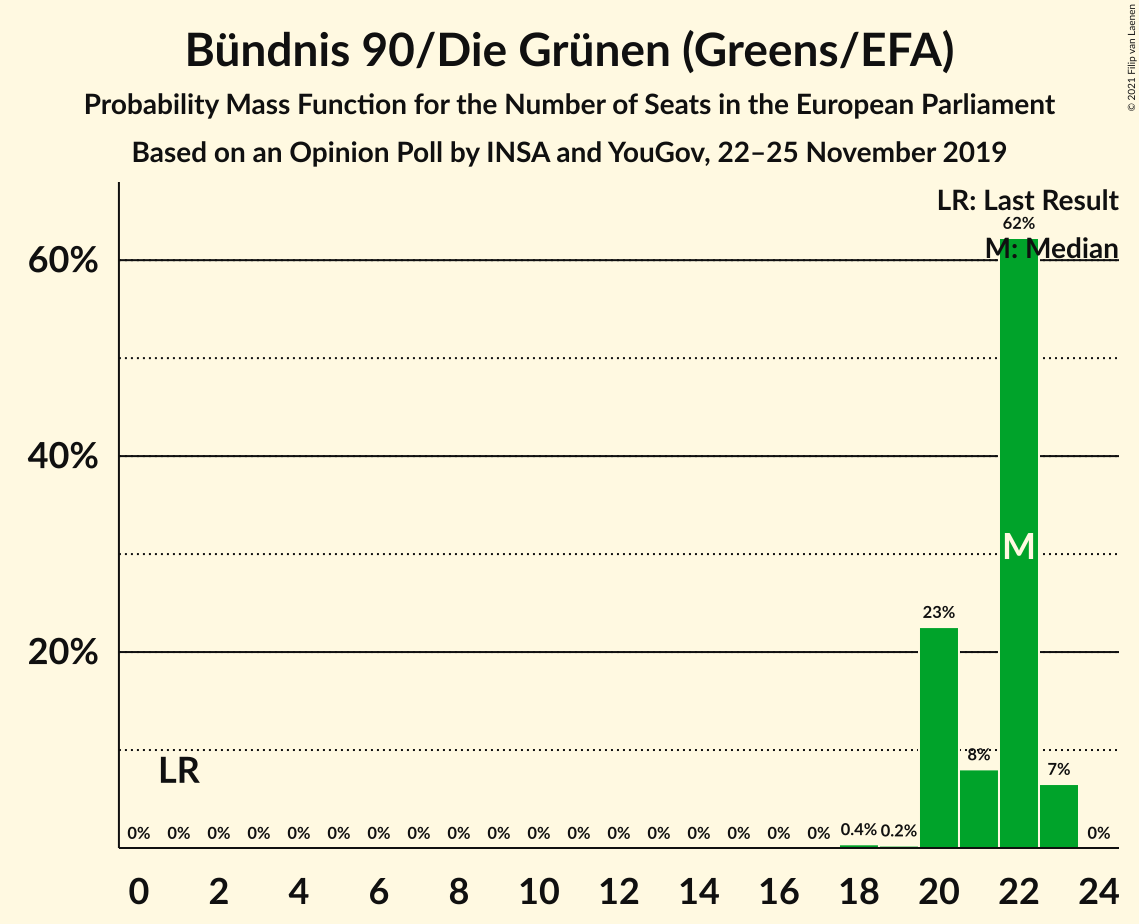 Bündnis 90/Die Grünen (Greens/EFA)
Probability Mass Function for the Number of Seats in the European Parliament
Based on an Opinion Poll by INSA and YouGov, 22–25 November 2019
© 2021 Filip van Laenen
LR: Last Result
62%
M: Median
60%
40%
M
23%
20%
8%
LR
7%
0% 0% 0% 0% 0% 0% 0% 0% 0% 0% 0% 0% 0% 0% 0% 0% 0% 0% 0.4% 0.2% 0%
0 2 4 6 8 10 12 14 16 18 20 22 24